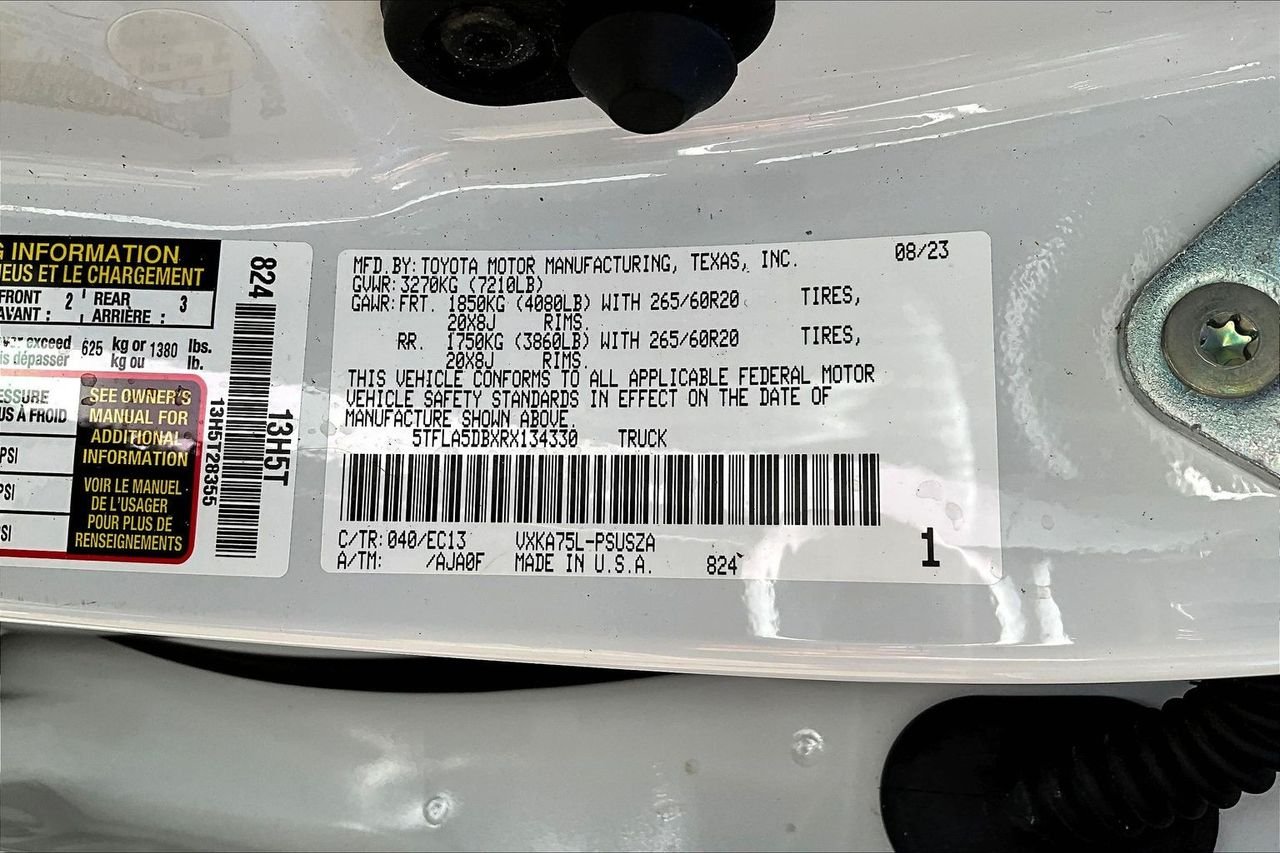 G INFORMATION
NEUS ET LE CHARGEMENT
FRONT 2 REAR 3
AVANT : ARRIÈRE :
exceed 625 kg or 1380 lbs.
is dépasser kg ou lb.
ESSURE
US À FROID
PSI
PSI
SI
SEE OWNER'S
MANUAL FOR
ADDITIONAL
INFORMATION
VOIR LE MANUEL
DE L'USAGER
POUR PLUS DE
RENSEIGNEMENTS
824
13H5T28355
13H5T
MFD.BY: TOYOTA MOTOR MANUFACTURING, TEXAS, INC. 08/23
GVWR: 3270KG (7210LB)
GAWR: FRT. 1850KG (4080LB) WITH 265/60R20 TIRES,
20X8J RIMS.
RR. 1750KG (3860LB) WITH 265/60R20 TIRES,
20X8J RIMS.
THIS VEHICLE CONFORMS TO ALL APPLICABLE FEDERAL MOTOR
VEHICLE SAFETY STANDARDS IN EFFECT ON THE DATE OF
MANUFACTURE SHOWN ABOVE.
5TFLA5DBXRX134330 TRUCK
C/TR: 040/EC13 VXKA75L-PSUSZA
A/TM: /AJA0F MADE IN U.S.A. 824 1